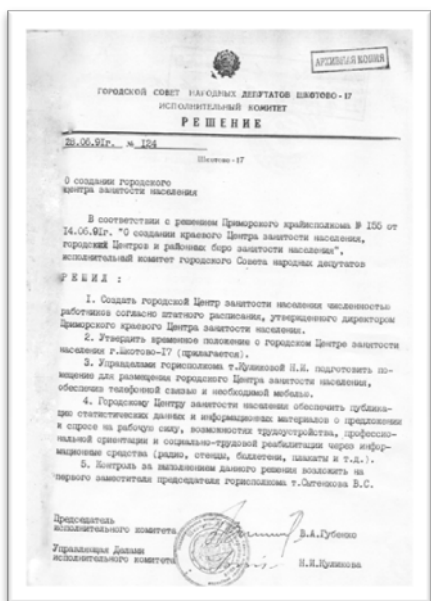 АРХИВНАЯ КОПИЯ
ГОРОДСКОЙ СОВЕТ НАРОДНЫХ ДЕПУТАТОВ ШКОТОВО-17
ИСПОЛНИТЕЛЬНЫЙ КОМИТЕТ
РЕШЕНИЕ
28.06.91г. № 124
Шкотово-17
О создании городского
центра занятости населения
В соответствии с решением Приморского крайисполкома № 155 от
14.06.91г. "О создании краевого Центра занятости населения,
городский Центров и районных бюро занятости населения",
исполнительный комитет городского Совета народных депутатов
РЕШИЛ :
1. Создать городской Центр занятости населения численностью
работников согласно штатного расписания, утвержденного директором
Приморского краевого Центра занятости населения.
2. Утвердить временное положение о городском Центре занятости
населения г.Шкотово-17 (прилагается).
3. Управделами горисполкома т.Куликовой Н.И. подготовить по-
мещение для размещения городского Центра занятости населения,
обеспечив телефонной связью и необходимой мебелью.
4. Городскому Центру занятости населения обеспечить публика-
цию статистических данных и информационных материалов о предложении
и спросе на рабочую силу, возможностях трудоустройства, профессио-
нальной ориентации и социально-трудовой реабилитации через инфор-
мационные средства (радио, стенды, бюллетени, плакаты и т.д.).
5. Контроль за выполнением данного решения возложить на
первого заместителя председателя горисполкома т.Сытенкова В.С.
Председатель
исполнительного комитета В.А.Губенко
Управляющая Делами
исполнительного комитета Н.И.Куликова